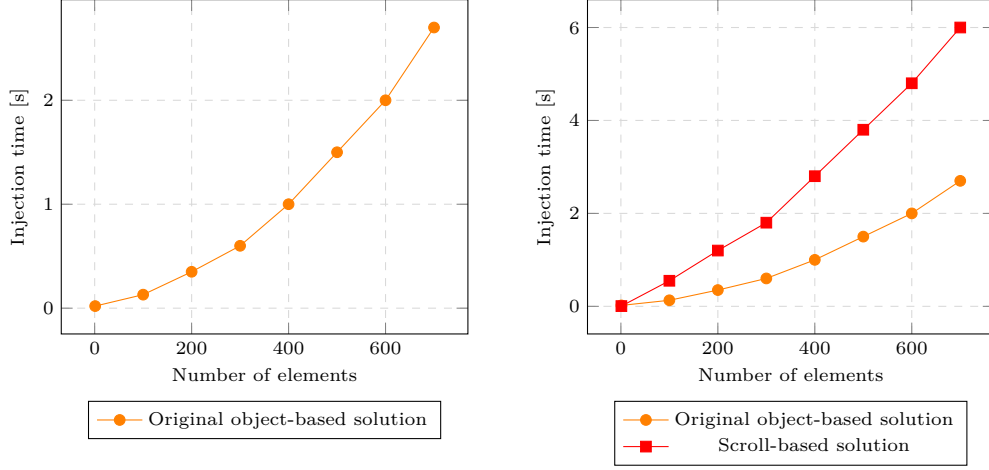 2
1
0
Injection time [s]
0 200 400 600
Number of elements
Original object-based solution
6
4
2
0
Injection time [s]
0 200 400 600
Number of elements
Original object-based solution
Scroll-based solution